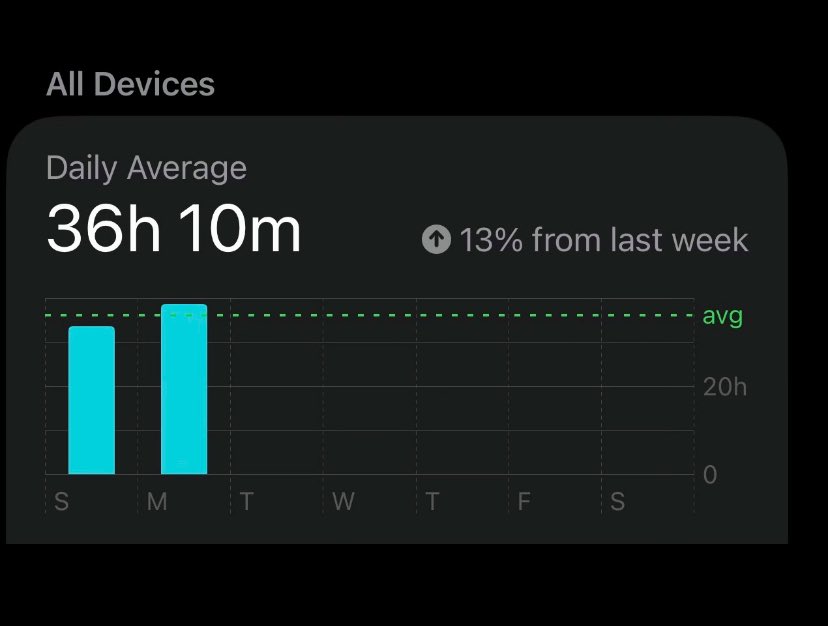 All Devices
Daily Average
36h 10m
13% from last week
avg
20h
0
S M T W T F S